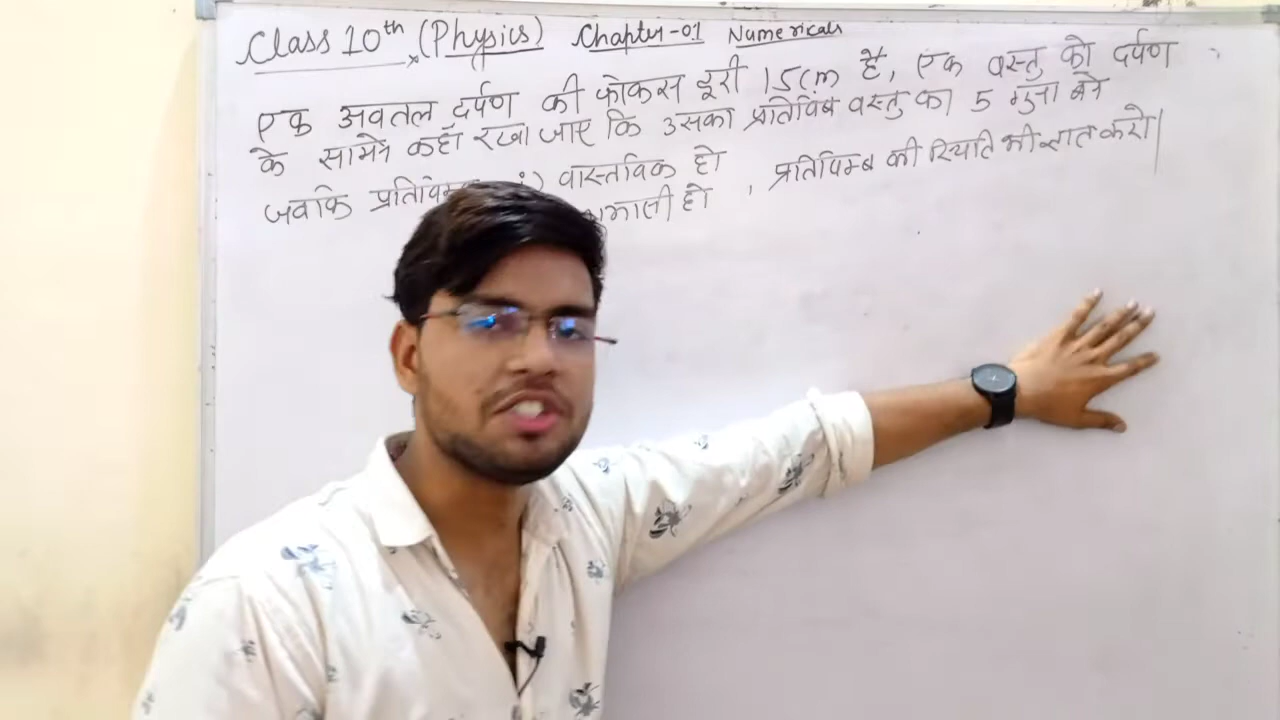 Class 10th (Physics) Chapter-01 Numericals
एक अवतल दर्पण की फोकस दूरी 15cm है, एक वस्तु को दर्पण
के सामने कहाँ रखा जाए कि उसका प्रतिविंब वस्तु का 5 गुना बने
जबकि प्रतिविम्ब वास्तविक हो
हो , प्रतिविम्ब की स्थिति भी ज्ञात करो|